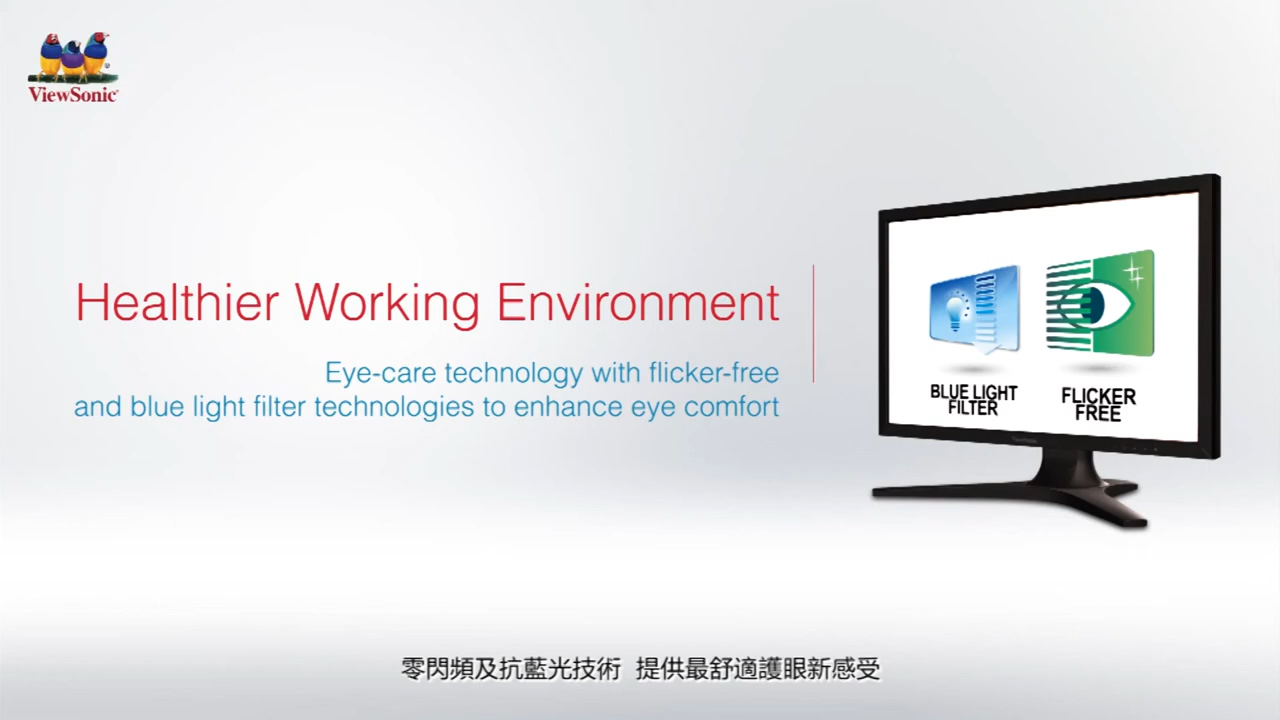 ViewSonic
Healthier Working Environment
Eye-care technology with flicker-free
and blue light filter technologies to enhance eye comfort
BLUE LIGHT
FILTER
FLICKER
FREE
ViewSonic
零閃頻及抗藍光技術 提供最舒適護眼新感受